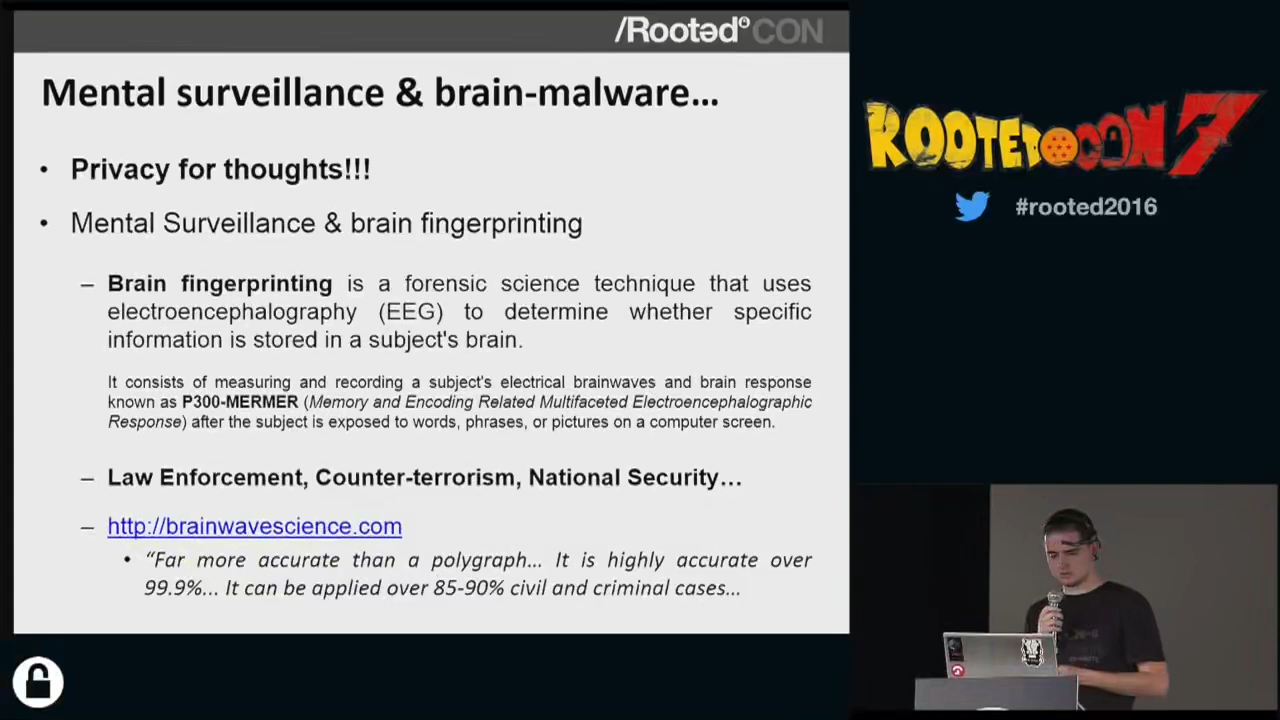 /Rooted®CON
Mental surveillance & brain-malware…
• Privacy for thoughts!!!
• Mental Surveillance & brain fingerprinting
– Brain fingerprinting is a forensic science technique that uses
electroencephalography (EEG) to determine whether specific
information is stored in a subject's brain.
It consists of measuring and recording a subject's electrical brainwaves and brain response
known as P300-MERMER (Memory and Encoding Related Multifaceted Electroencephalographic
Response) after the subject is exposed to words, phrases, or pictures on a computer screen.
– Law Enforcement, Counter-terrorism, National Security…
– http://brainwavescience.com
• “Far more accurate than a polygraph… It is highly accurate over
99.9%... It can be applied over 85-90% civil and criminal cases…
ROOTEDCON 7
#rooted2016